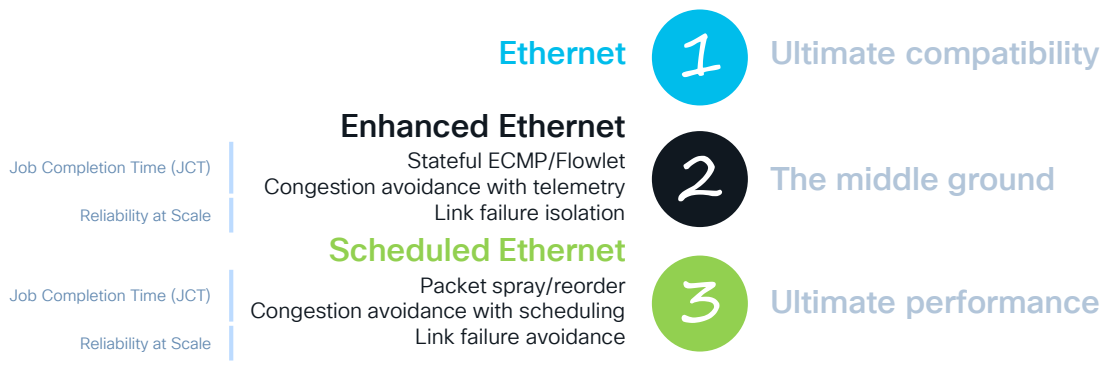 Ethernet
1
Ultimate compatibility
Enhanced Ethernet
Job Completion Time (JCT)
Stateful ECMP/Flowlet
Congestion avoidance with telemetry
Reliability at Scale
Link failure isolation
2
The middle ground
Scheduled Ethernet
Job Completion Time (JCT)
Packet spray/reorder
Congestion avoidance with scheduling
Reliability at Scale
Link failure avoidance
3
Ultimate performance